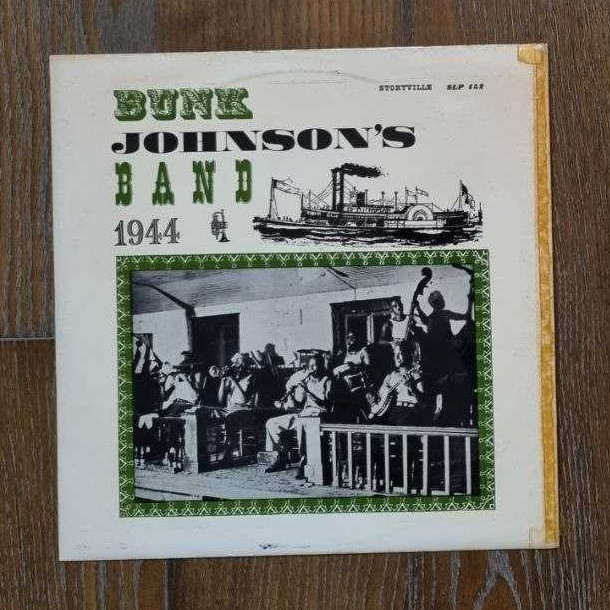 STORYVILLE SLP 152
BUNK
JOHNSON'S
BAND
1944